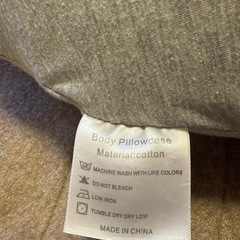 Body Pillowcase
Material:cotton
MACHINE WASH WITH LIKE COLORS
DO NOT BLEACH
LOW IRON
TUMBLE DRY DRY LOW
MADE IN CHINA